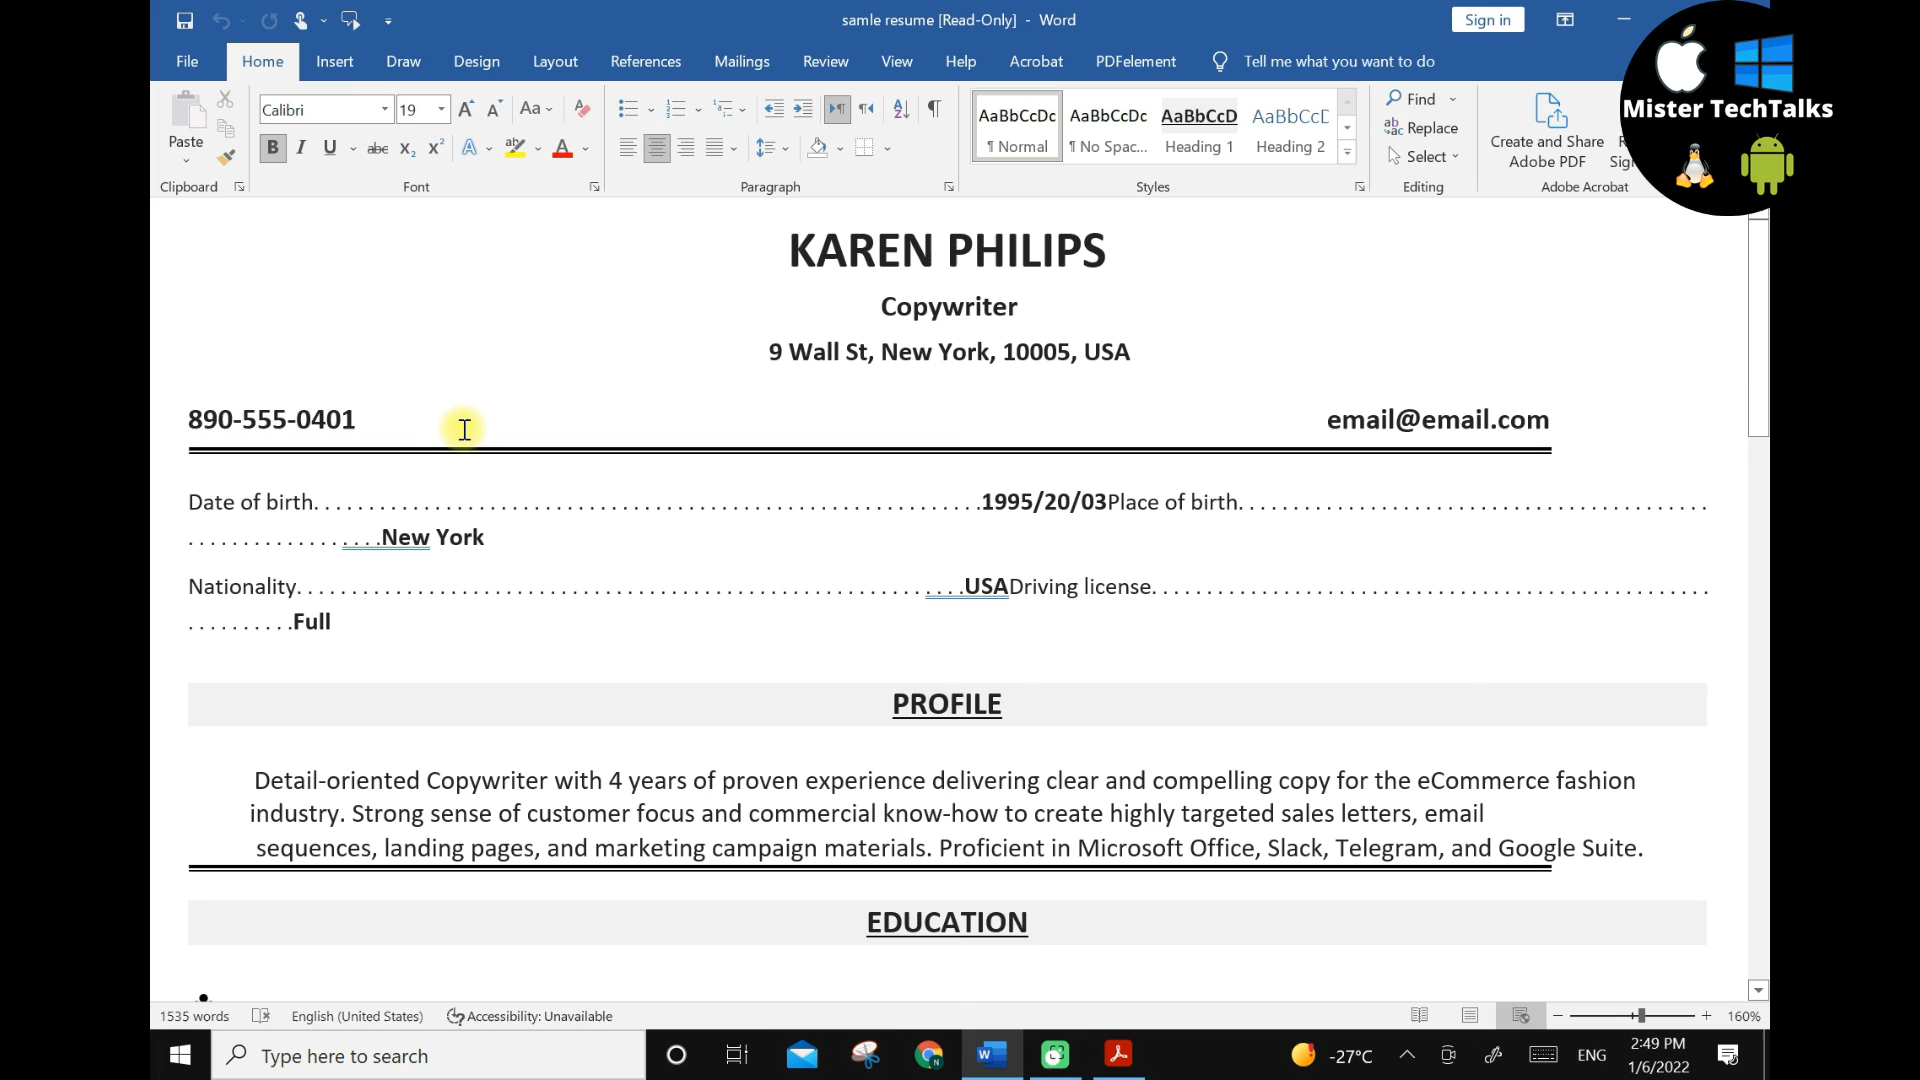 samle resume [Read-Only] - Word
Sign in
File Home Insert Draw Design Layout References Mailings Review View Help Acrobat PDFelement Tell me what you want to do
Mister TechTalks
Paste
Calibri 19 Aa
AaBbCcDc AaBbCcDc AaBbCcD AaBbCcC
¶ Normal ¶ No Spac... Heading 1 Heading 2
Find
Replace
Select
Create and Share
Adobe PDF
Clipboard Font Paragraph Styles Editing Adobe Acrobat
KAREN PHILIPS
Copywriter
9 Wall St, New York, 10005, USA
890-555-0401 email@email.com
Date of birth. . . . . . . . . . . . . . . . . . . . . . . . . . . . . . . . . . . . . . . . . . . . . . . . . . . . . . . . . . . . .1995/20/03Place of birth. . . . . . . . . . . . . . . . . . . . . . . . . . . . . . . . . . . . . . . . . . .
. . . . . . . . . . . . . . . . . .New York
Nationality. . . . . . . . . . . . . . . . . . . . . . . . . . . . . . . . . . . . . . . . . . . . . . . . . . . . . . . . . . . . .USADriving license. . . . . . . . . . . . . . . . . . . . . . . . . . . . . . . . . . . . . . . . . . . . . . . . . . .
. . . . . . . . . .Full
PROFILE
Detail-oriented Copywriter with 4 years of proven experience delivering clear and compelling copy for the eCommerce fashion
industry. Strong sense of customer focus and commercial know-how to create highly targeted sales letters, email
sequences, landing pages, and marketing campaign materials. Proficient in Microsoft Office, Slack, Telegram, and Google Suite.
EDUCATION
1535 words English (United States) Accessibility: Unavailable 160%
Type here to search -27°C ENG 2:49 PM
1/6/2022